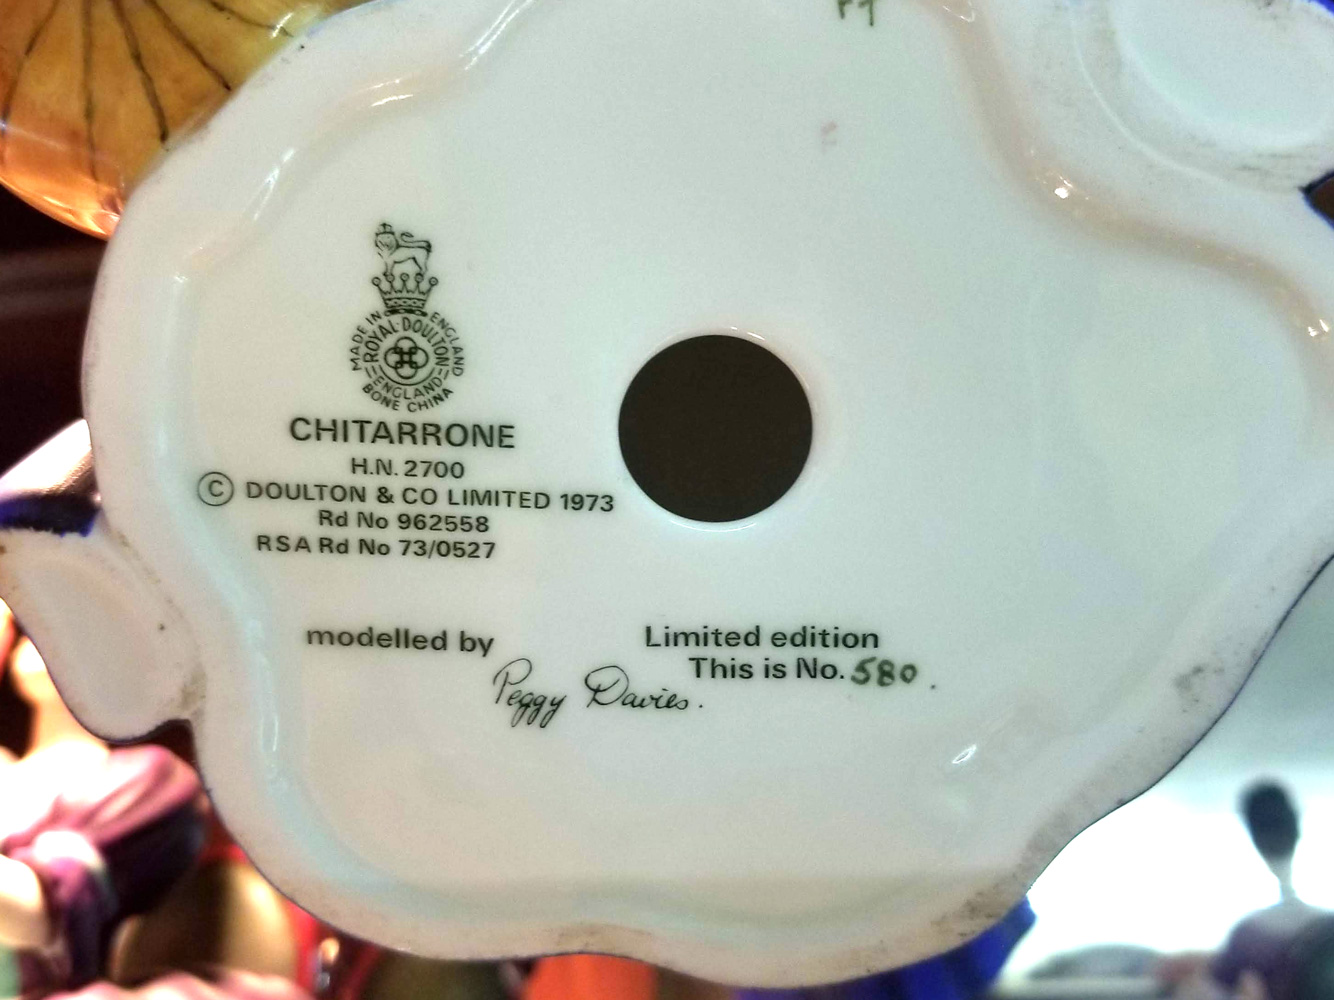 MADE IN ENGLAND
ROYAL·DOULTON
ENGLAND
BONE CHINA
CHITARRONE
H.N. 2700
© DOULTON & CO LIMITED 1973
Rd No 962558
RSA Rd No 73/0527
modelled by
Peggy Davies.
Limited edition
This is No. 580.